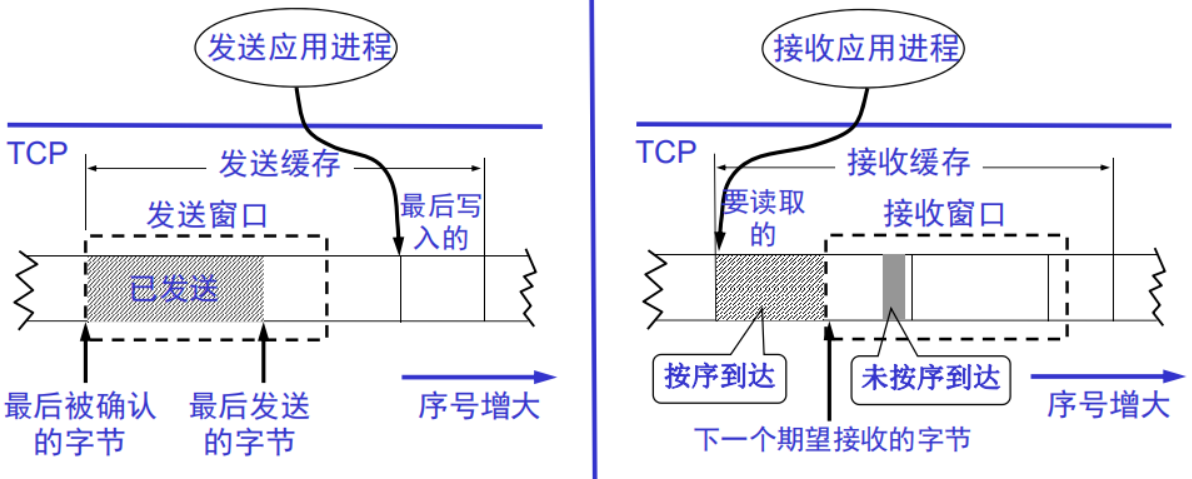 发送应用进程
TCP
发送缓存
发送窗口
最后写
入的
已发送
最后被确认
的字节
最后发送
的字节
序号增大
接收应用进程
TCP
接收缓存
要读取
的
接收窗口
按序到达
未按序到达
序号增大
下一个期望接收的字节